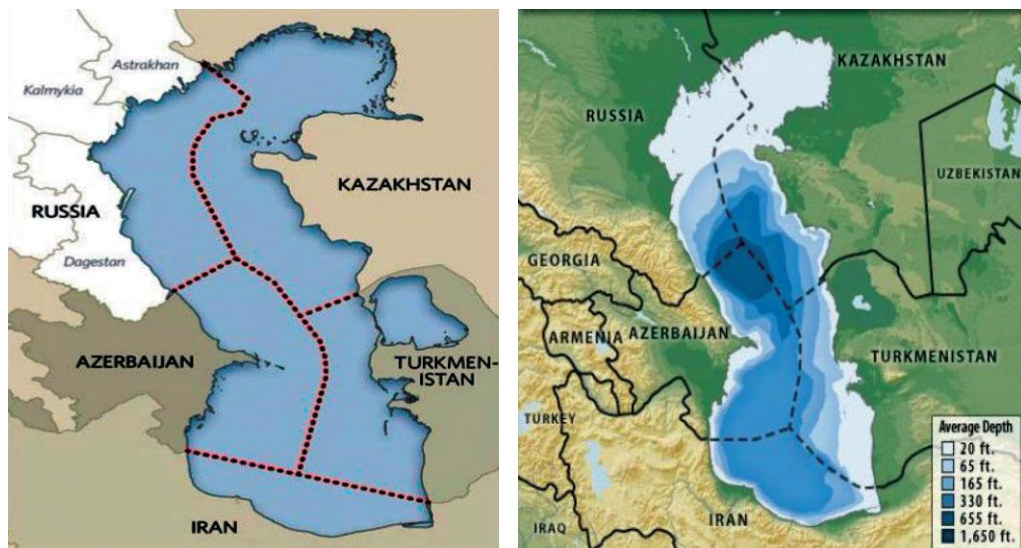 Astrakhan
Kalmykia
KAZAKHSTAN
RUSSIA
Dagestan
AZERBAIJAN
TURKMEN-
ISTAN
IRAN
KAZAKHSTAN
RUSSIA
UZBEKISTAN
GEORGIA
ARMENIA
AZERBAIJAN
TURKMENISTAN
TURKEY
IRAQ
IRAN
Average Depth
20 ft.
65 ft.
165 ft.
330 ft.
655 ft.
1,650 ft.